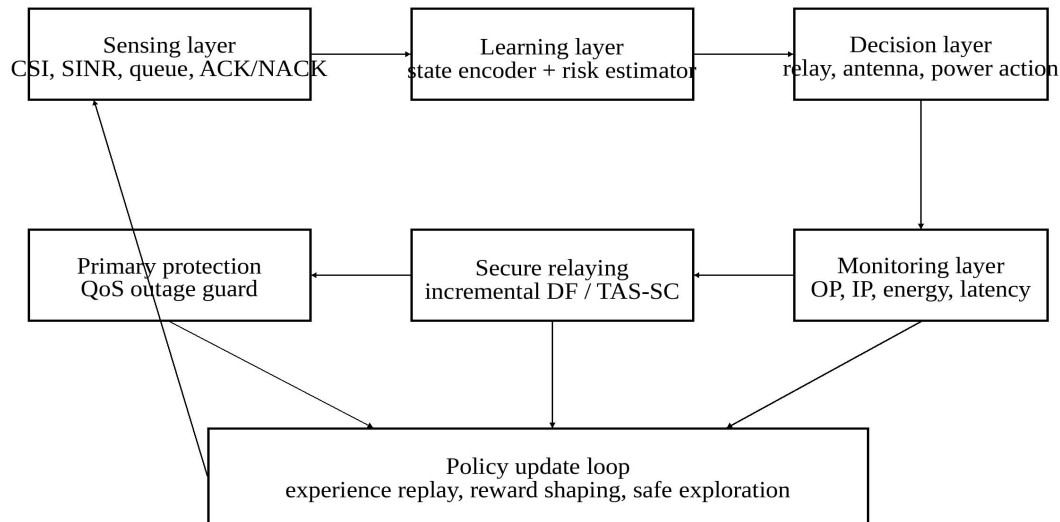 Sensing layer
CSI, SINR, queue, ACK/NACK
Learning layer
state encoder + risk estimator
Decision layer
relay, antenna, power action
Primary protection
QoS outage guard
Secure relaying
incremental DF / TAS-SC
Monitoring layer
OP, IP, energy, latency
Policy update loop
experience replay, reward shaping, safe exploration